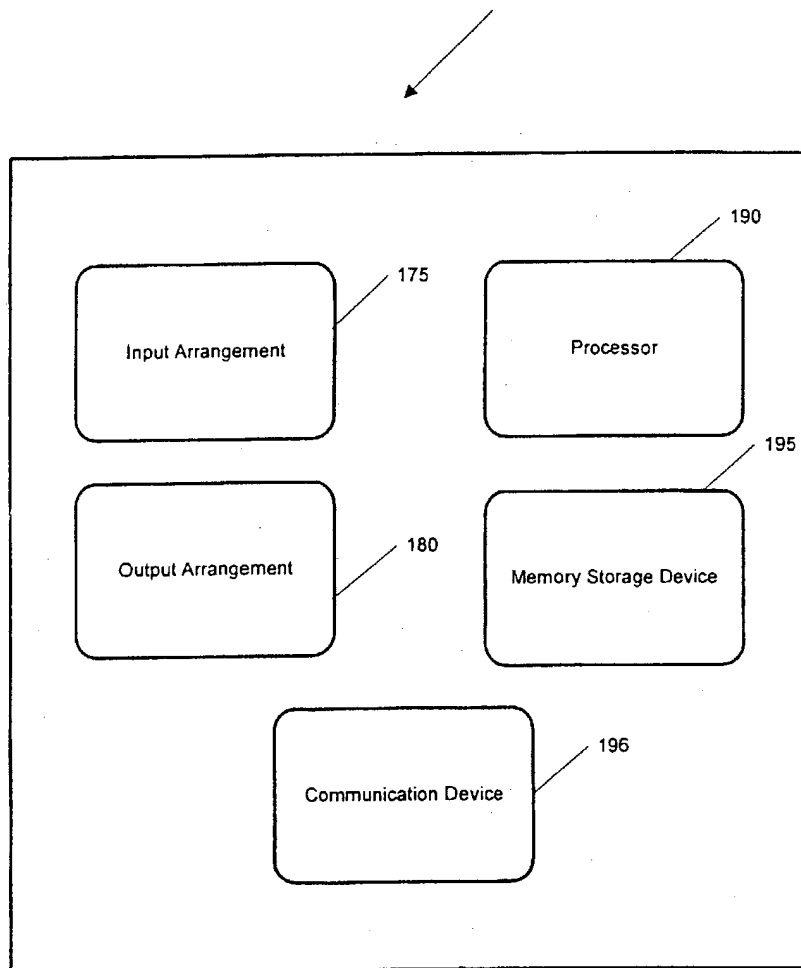 190
175
Input Arrangement
Processor
195
180
Output Arrangement
Memory Storage Device
196
Communication Device